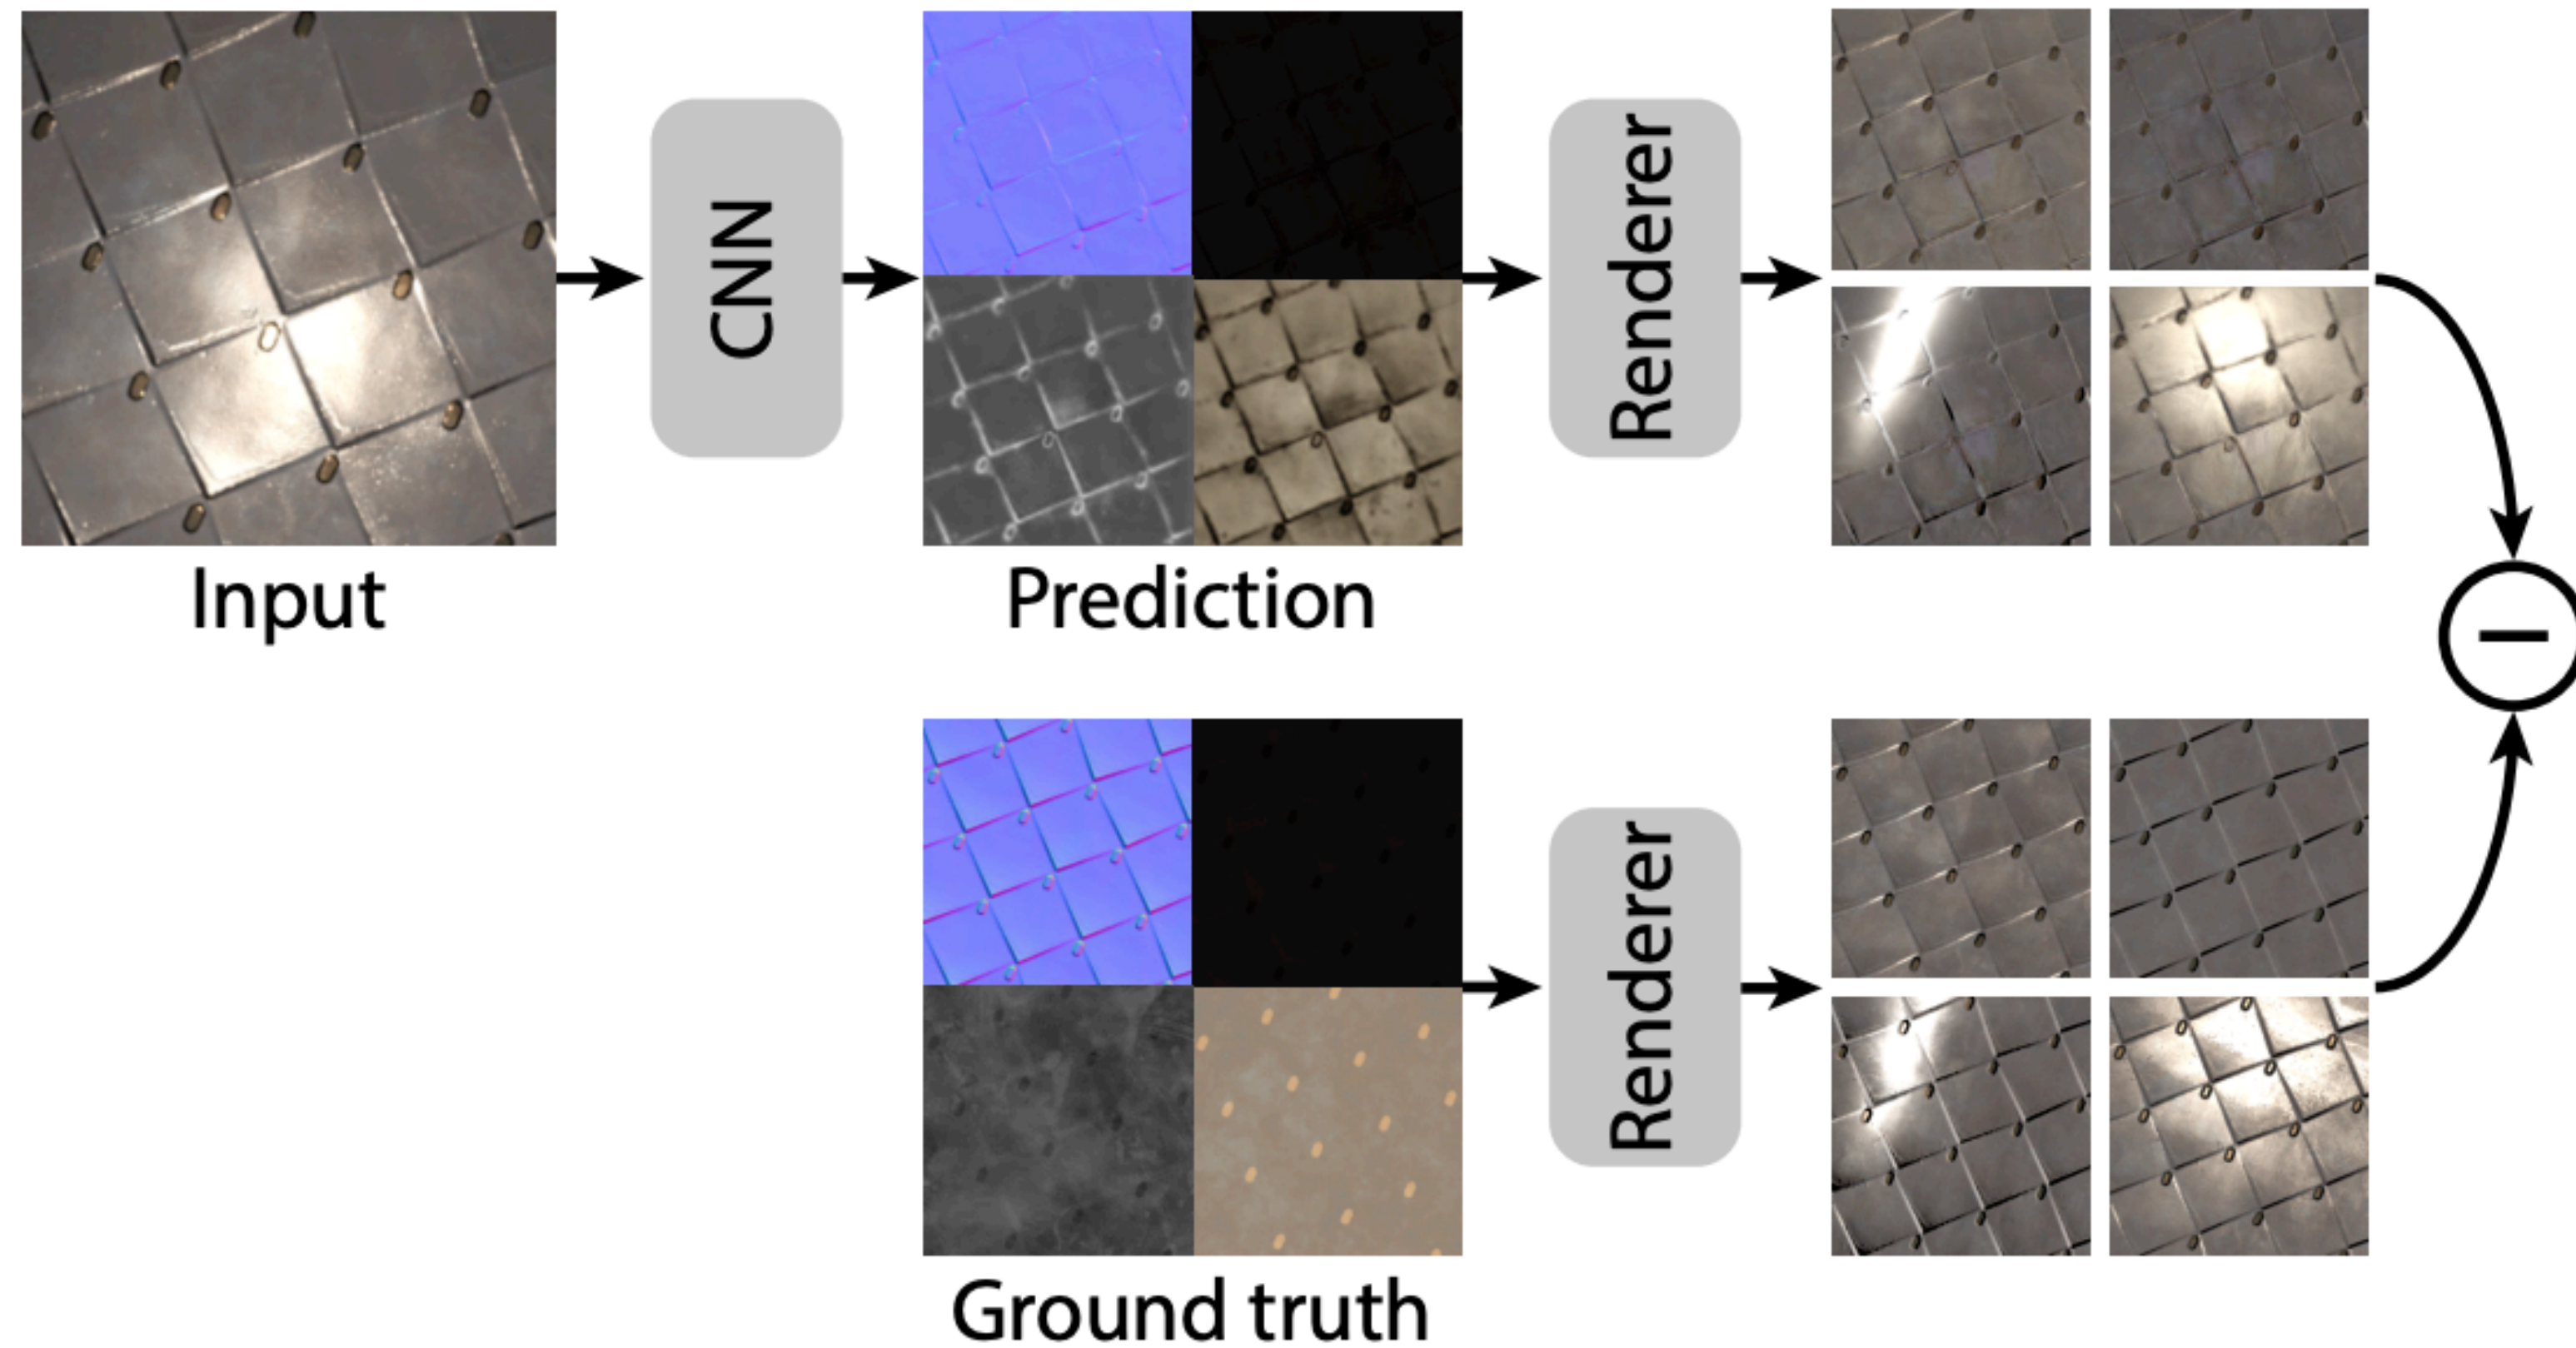 CNN
Renderer
Input
Prediction
Renderer
Ground truth